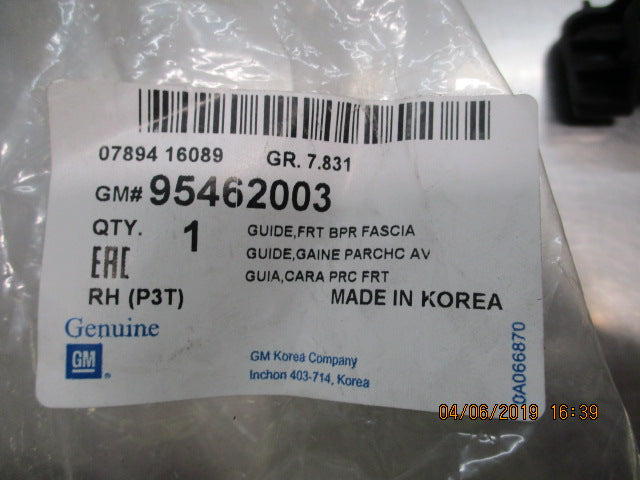 07894 16089 GR. 7.831
GM# 95462003
QTY. 1 GUIDE,FRT BPR FASCIA
GUIDE,GAINE PARCHC AV
EAC GUIA,CARA PRC FRT
RH (P3T) MADE IN KOREA
Genuine
GM
GM Korea Company
Inchon 403-714, Korea
0A066870
04/06/2019 16:39